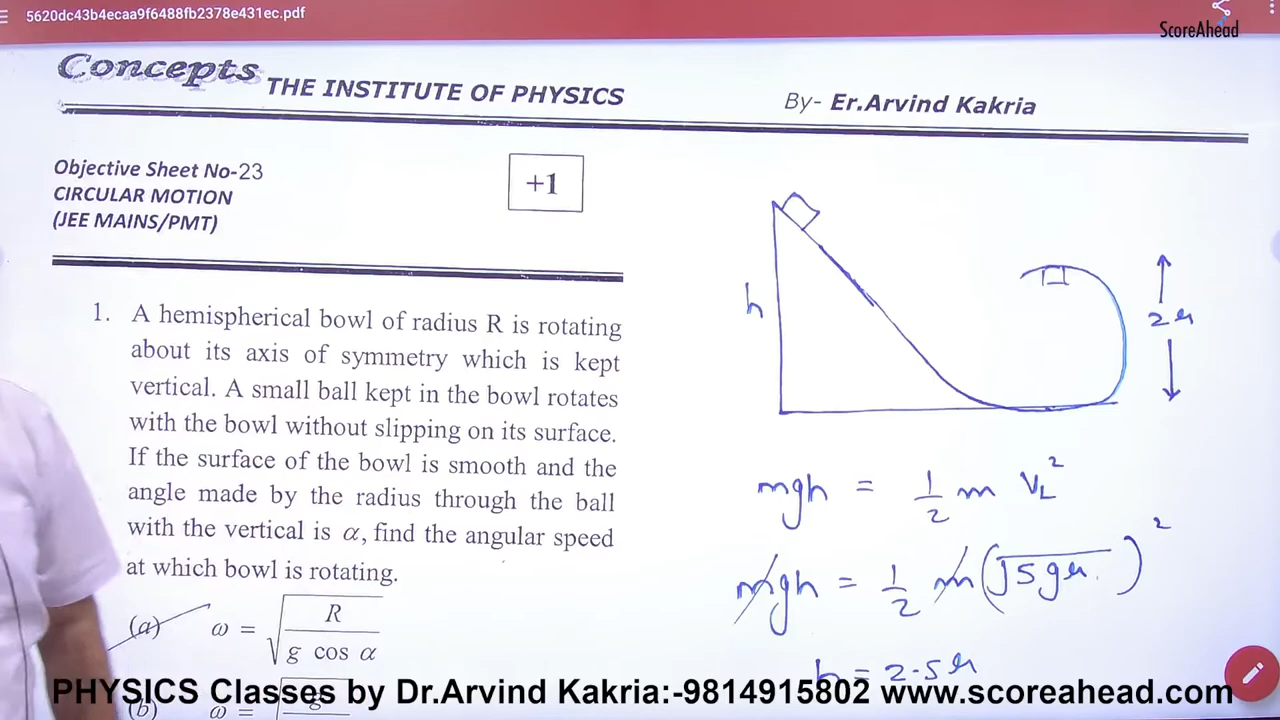 5620dc43b4ecaa9f6488fb2378e431ec.pdf
ScoreAhead
Concepts THE INSTITUTE OF PHYSICS
By- Er.Arvind Kakria
Objective Sheet No-23
CIRCULAR MOTION
(JEE MAINS/PMT)
+1
1. A hemispherical bowl of radius R is rotating
about its axis of symmetry which is kept
vertical. A small ball kept in the bowl rotates
with the bowl without slipping on its surface.
If the surface of the bowl is smooth and the
angle made by the radius through the ball
with the vertical is α, find the angular speed
at which bowl is rotating.
(a) ω = √(R / g cos α)
(b) ω = √g
h
2r
mgh = 1/2 m V_L²
mgh = 1/2 m (√5gr)²
h = 2.5r
PHYSICS Classes by Dr.Arvind Kakria:-9814915802 www.scoreahead.com